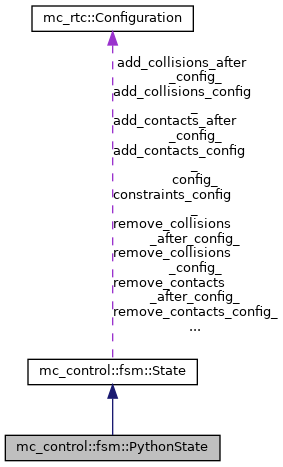 mc_rtc::Configuration
add_collisions_after
_config_
add_collisions_config
_
add_contacts_after
_config_
add_contacts_config
_
config_
constraints_config
_
remove_collisions
_after_config_
remove_collisions
_config_
remove_contacts
_after_config_
remove_contacts_config_
...
mc_control::fsm::State
mc_control::fsm::PythonState